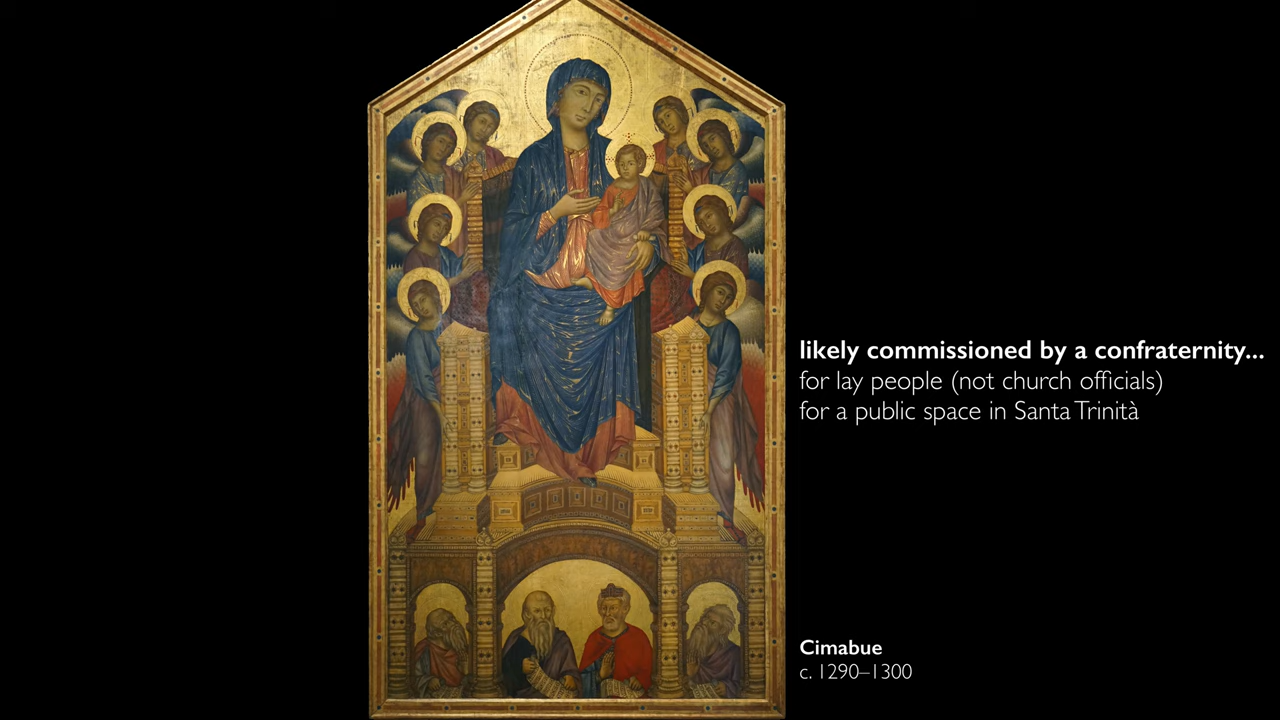 likely commissioned by a confraternity...
for lay people (not church officials)
for a public space in Santa Trinità
Cimabue
c. 1290–1300